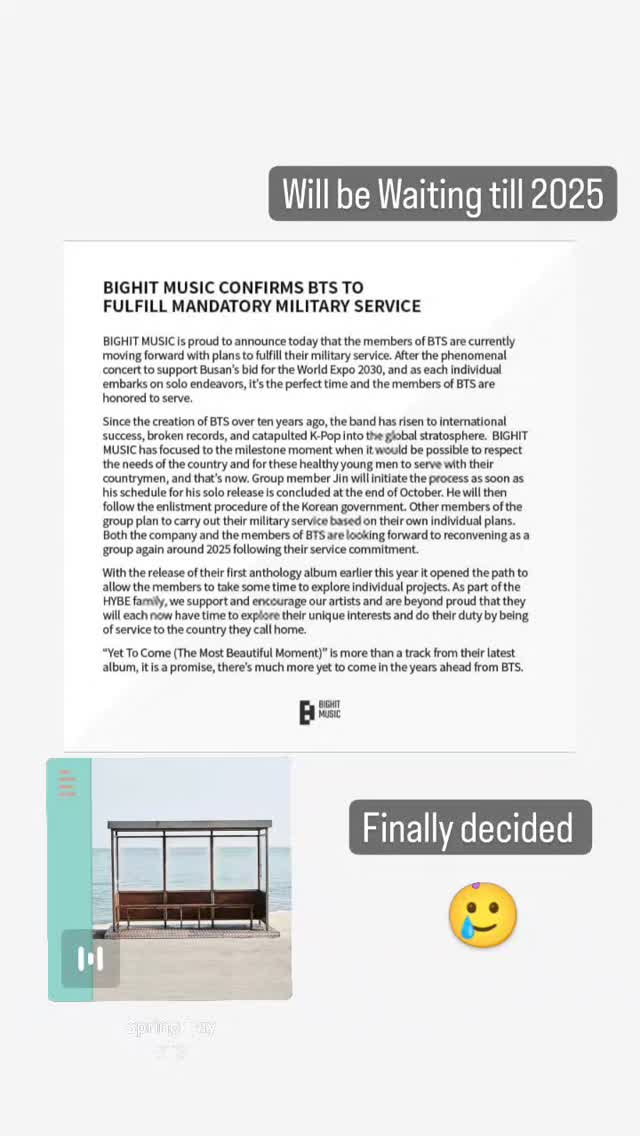 Will be Waiting till 2025
BIGHIT MUSIC CONFIRMS BTS TO
FULFILL MANDATORY MILITARY SERVICE
BIGHIT MUSIC is proud to announce today that the members of BTS are currently
moving forward with plans to fulfill their military service. After the phenomenal
concert to support Busan's bid for the World Expo 2030, and as each individual
embarks on solo endeavors, it's the perfect time and the members of BTS are
honored to serve.
Since the creation of BTS over ten years ago, the band has risen to international
success, broken records, and catapulted K-Pop into the global stratosphere. BIGHIT
MUSIC has focused to the milestone moment when it would be possible to respect
the needs of the country and for these healthy young men to serve with their
countrymen, and that's now. Group member Jin will initiate the process as soon as
his schedule for his solo release is concluded at the end of October. He will then
follow the enlistment procedure of the Korean government. Other members of the
group plan to carry out their military service based on their own individual plans.
Both the company and the members of BTS are looking forward to reconvening as a
group again around 2025 following their service commitment.
With the release of their first anthology album earlier this year it opened the path to
allow the members to take some time to explore individual projects. As part of the
HYBE family, we support and encourage our artists and are beyond proud that they
will each now have time to explore their unique interests and do their duty by being
of service to the country they call home.
“Yet To Come (The Most Beautiful Moment)” is more than a track from their latest
album, it is a promise, there's much more yet to come in the years ahead from BTS.
BIGHIT
MUSIC
Finally decided
Spring Day